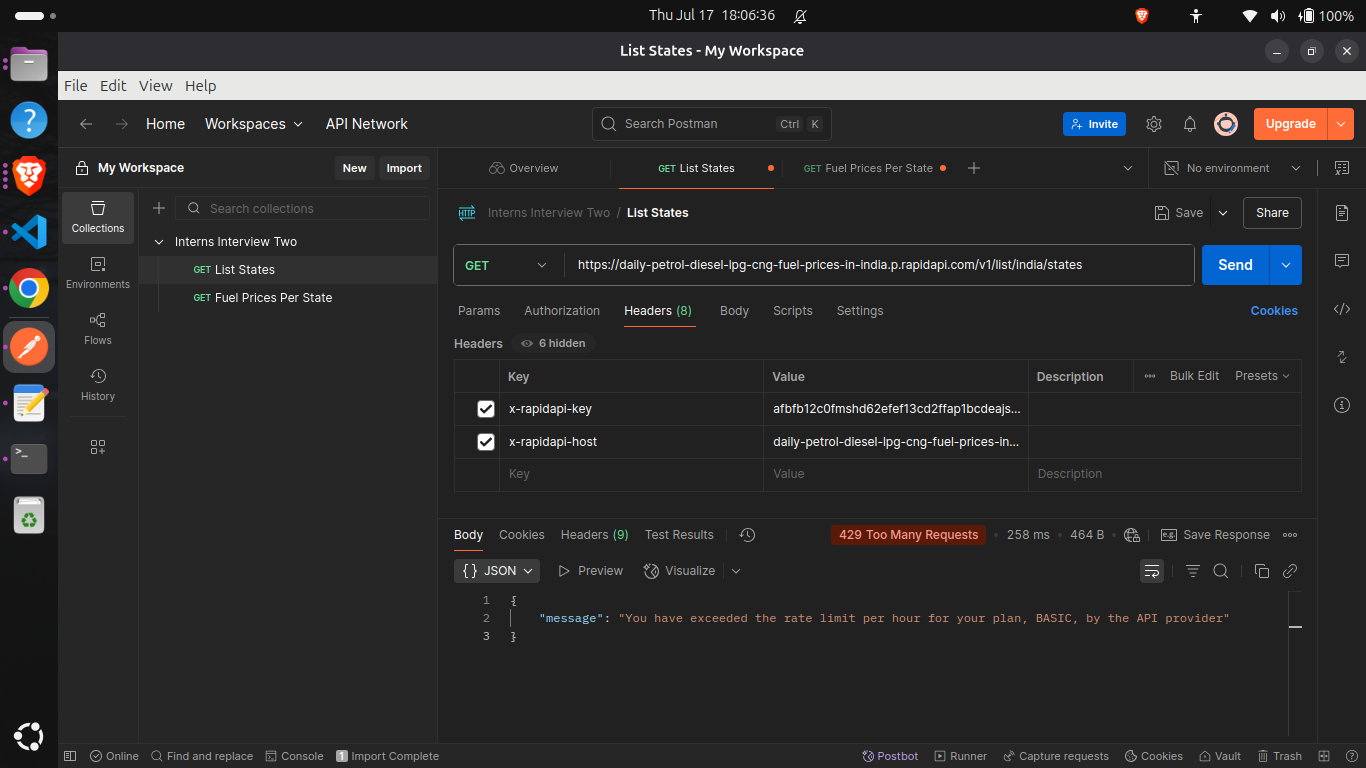 Thu Jul 17 18:06:36
100%
List States - My Workspace
File Edit View Help
Home Workspaces API Network
Search Postman Ctrl K
Invite
Upgrade
My Workspace
New
Import
Overview
GET List States
GET Fuel Prices Per State
No environment
Collections
Environments
Flows
History
Search collections
Interns Interview Two
GET List States
GET Fuel Prices Per State
HTTP
Interns Interview Two / List States
Save
Share
GET
https://daily-petrol-diesel-lpg-cng-fuel-prices-in-india.p.rapidapi.com/v1/list/india/states
Send
Params Authorization Headers (8) Body Scripts Settings
Cookies
Headers 6 hidden
Key Value Description
Bulk Edit Presets
x-rapidapi-key afbfb12c0fmshd62efef13cd2ffap1bcdeajs...
x-rapidapi-host daily-petrol-diesel-lpg-cng-fuel-prices-in...
Key Value Description
Body Cookies Headers (9) Test Results
429 Too Many Requests
258 ms
464 B
e.g.
Save Response
{} JSON
Preview
Visualize
1 {
2 "message": "You have exceeded the rate limit per hour for your plan, BASIC, by the API provider"
3 }
Online
Find and replace
Console
1 Import Complete
Postbot
Runner
Capture requests
Cookies
Vault
Trash